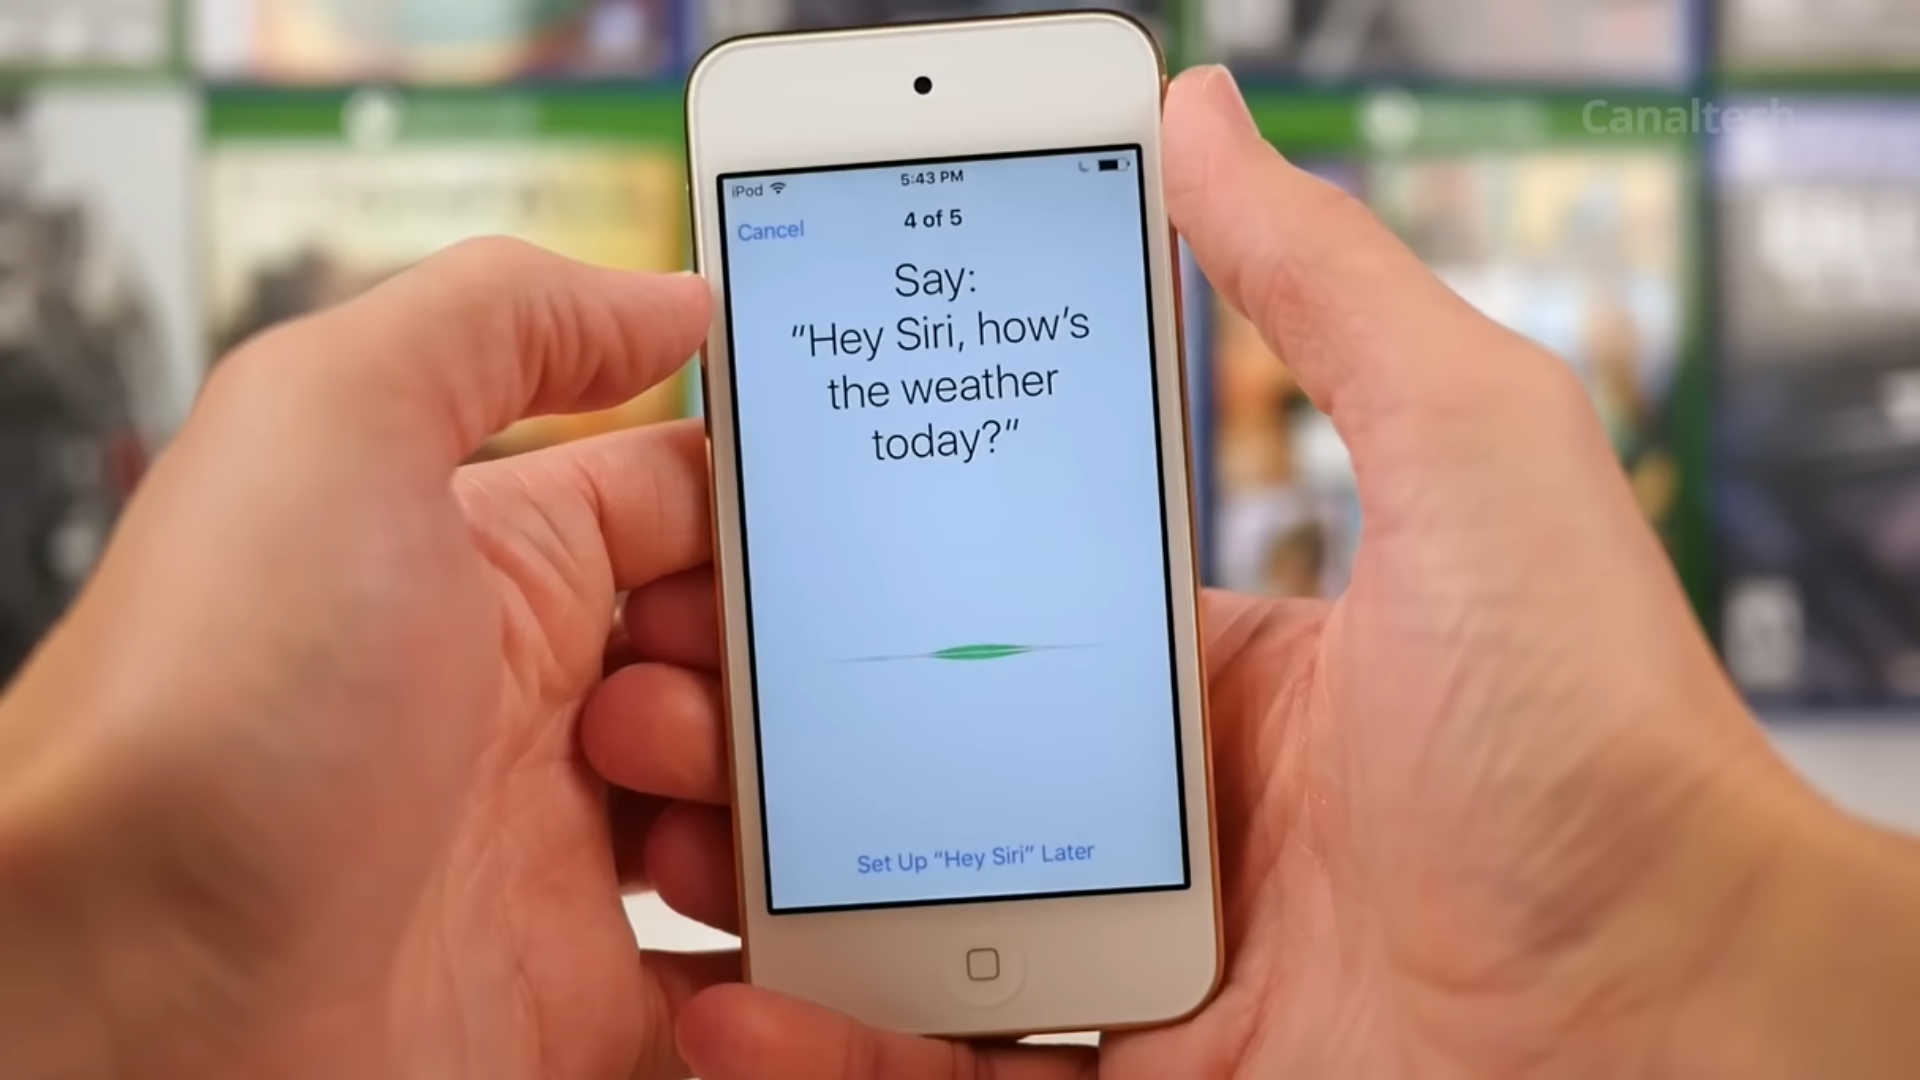 Canaltech
iPod
5:43 PM
Cancel
4 of 5
Say:
“Hey Siri, how’s
the weather
today?”
Set Up “Hey Siri” Later